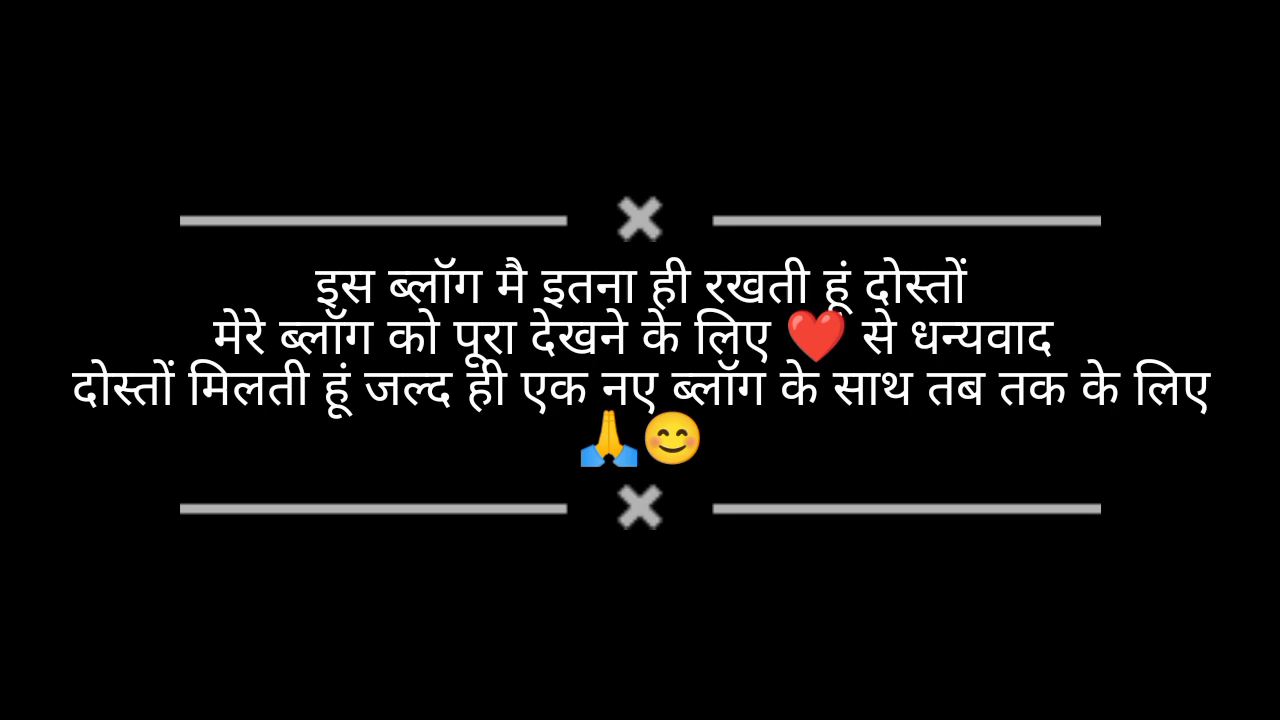 इस ब्लॉग मै इतना ही रखती हूं दोस्तों
मेरे ब्लॉग को पूरा देखने के लिए ❤️ से धन्यवाद
दोस्तों मिलती हूं जल्द ही एक नए ब्लॉग के साथ तब तक के लिए
🙏😊